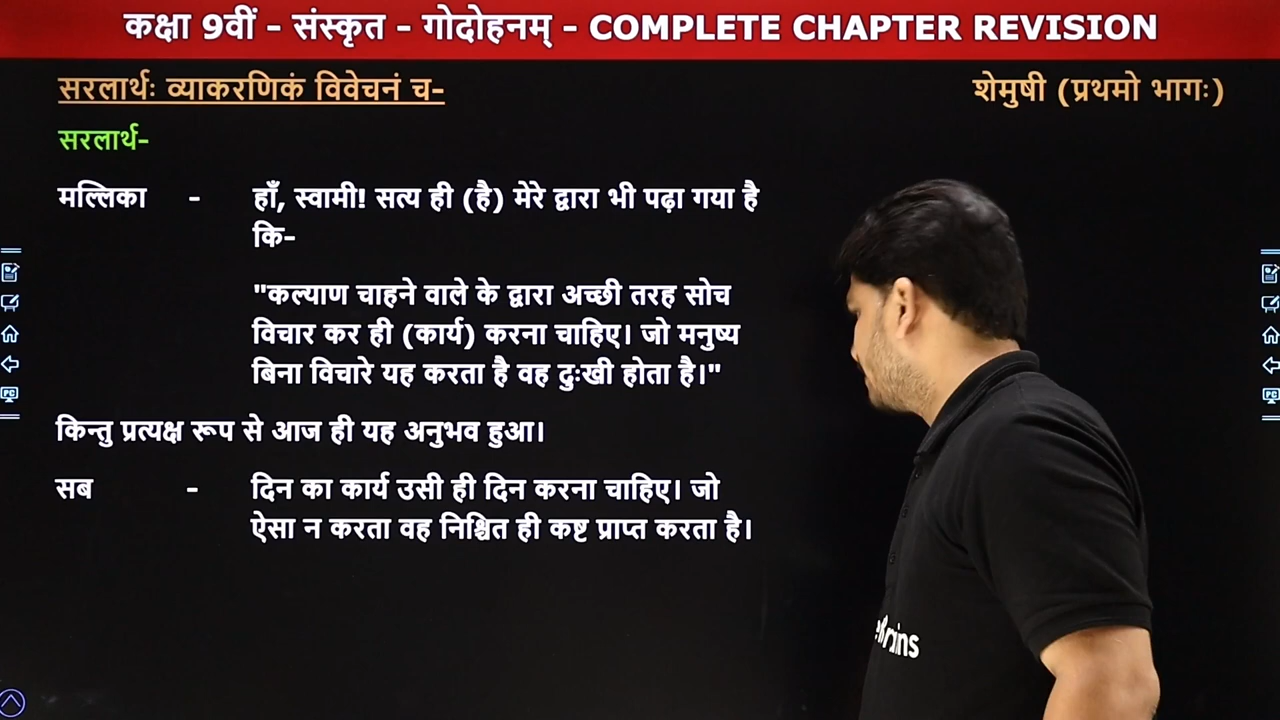 कक्षा 9वीं - संस्कृत - गोदोहनम् - COMPLETE CHAPTER REVISION
सरलार्थः व्याकरणिकं विवेचनं च-
शेमुषी (प्रथमो भागः)
सरलार्थ-
मल्लिका - हाँ, स्वामी! सत्य ही (है) मेरे द्वारा भी पढ़ा गया है
कि-
"कल्याण चाहने वाले के द्वारा अच्छी तरह सोच
विचार कर ही (कार्य) करना चाहिए। जो मनुष्य
बिना विचारे यह करता है वह दुःखी होता है।"
किन्तु प्रत्यक्ष रूप से आज ही यह अनुभव हुआ।
सब - दिन का कार्य उसी ही दिन करना चाहिए। जो
ऐसा न करता वह निश्चित ही कष्ट प्राप्त करता है।
PC
PC